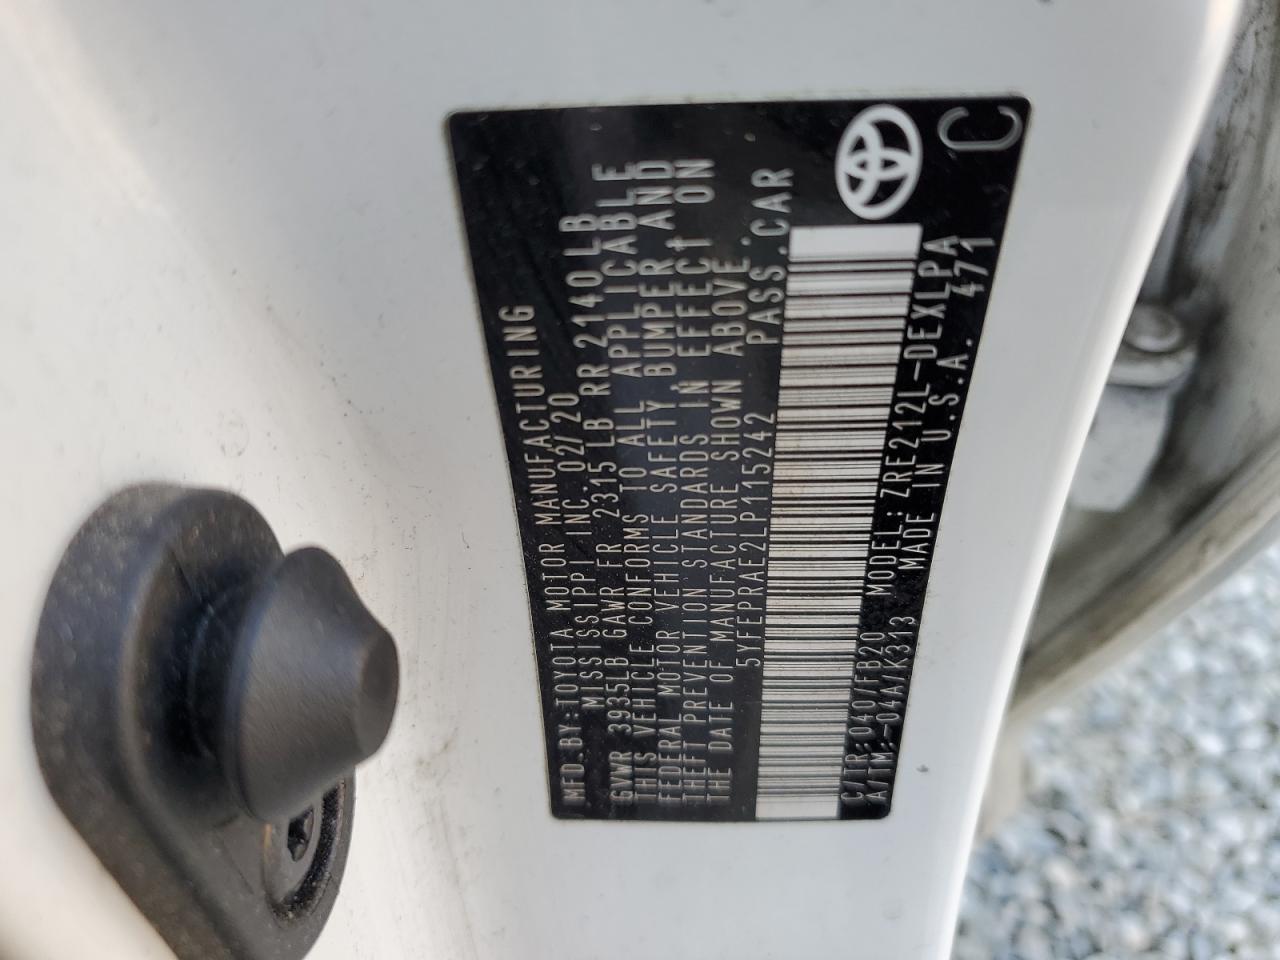 MFD.BY:TOYOTA MOTOR MANUFACTURING
MISSISSIPPI INC. 02/20
GVWR 3935LB GAWR FR 2315 LB RR 2140LB
THIS VEHICLE CONFORMS TO ALL APPLICABLE
FEDERAL MOTOR VEHICLE SAFETY, BUMPER AND
THEFT PREVENTION STANDARDS IN EFFECT ON
THE DATE OF MANUFACTURE SHOWN ABOVE.
5YFEPRAE2LP115242 PASS.CAR
C/TR:040/FB20 MODEL:ZRE212L-DEXLPA
A/TM:-04A/K313 MADE IN U.S.A. 471
C